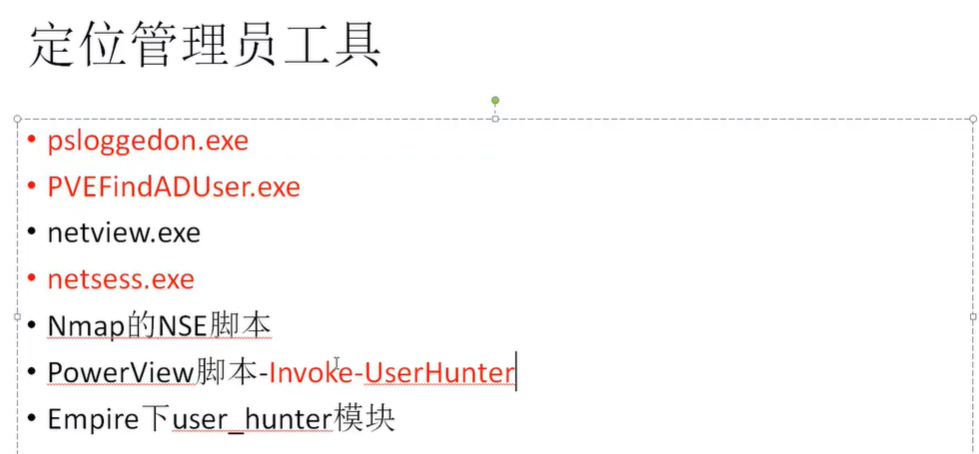 定位管理员工具
• psloggedon.exe
• PVEFindADUser.exe
• netview.exe
• netsess.exe
• Nmap的NSE脚本
• PowerView脚本-Invoke-UserHunter
• Empire下user_hunter模块